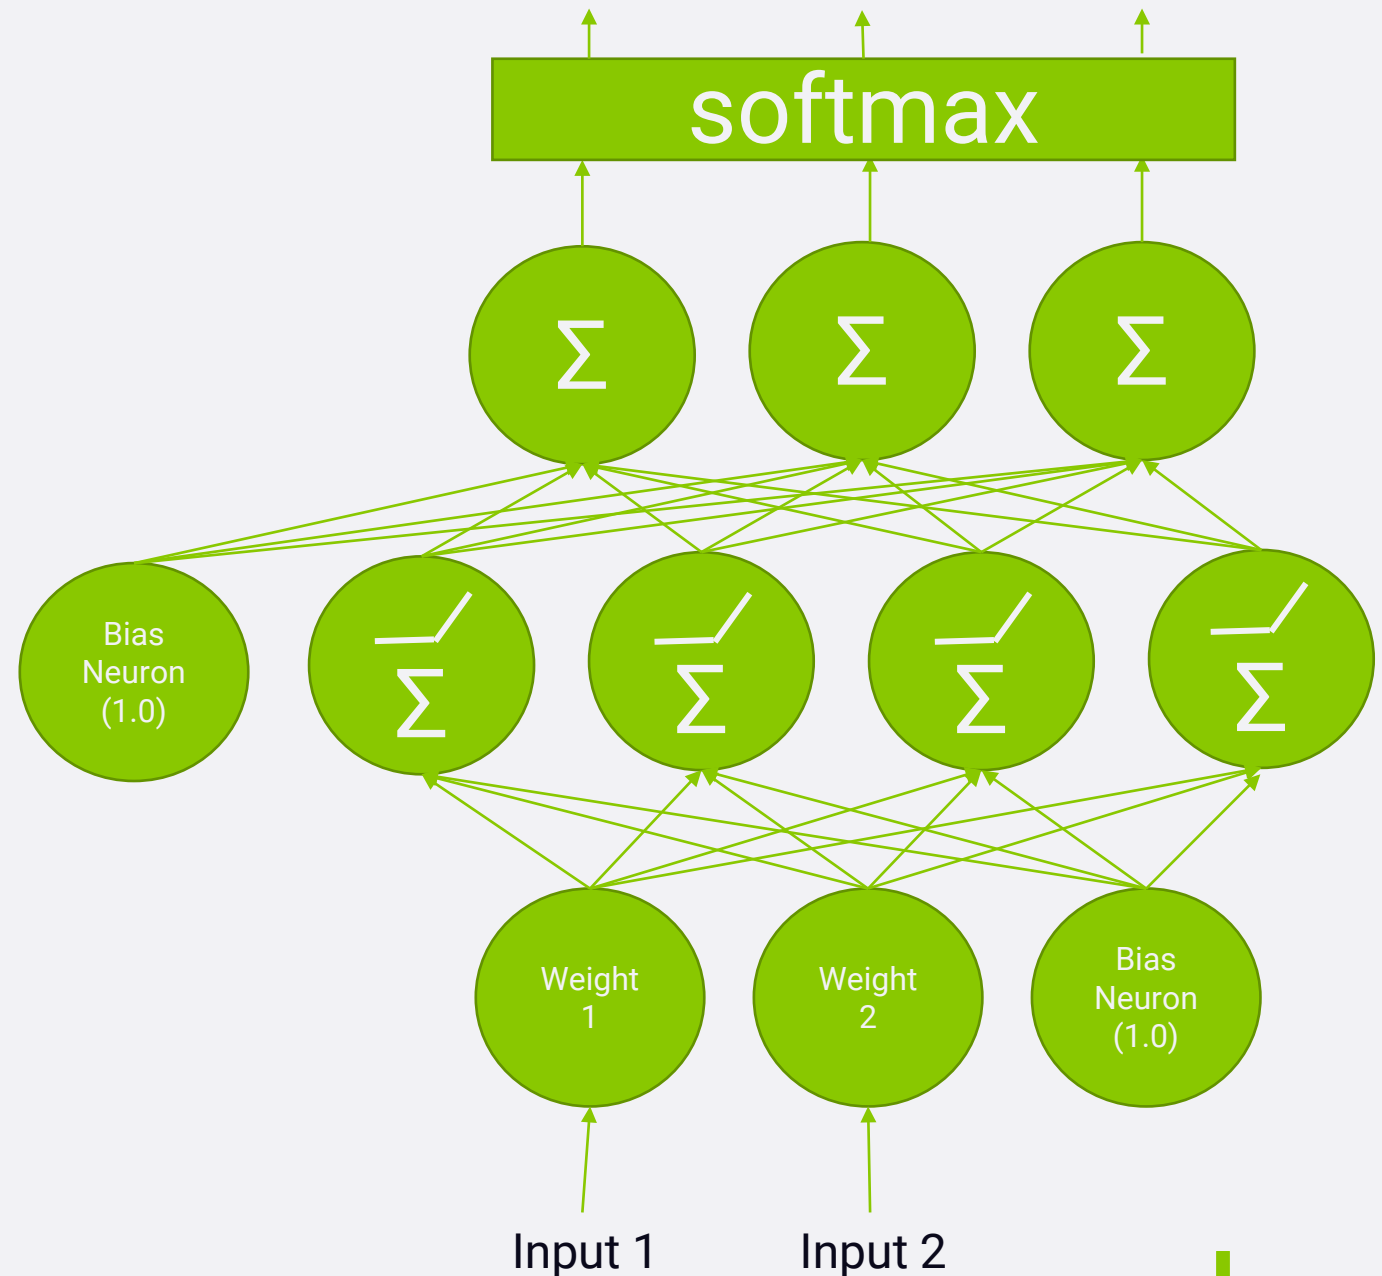 softmax
Σ
Σ
Σ
Bias
Neuron
(1.0)
Σ
Σ
Σ
Σ
Weight
1
Weight
2
Bias
Neuron
(1.0)
Input 1
Input 2